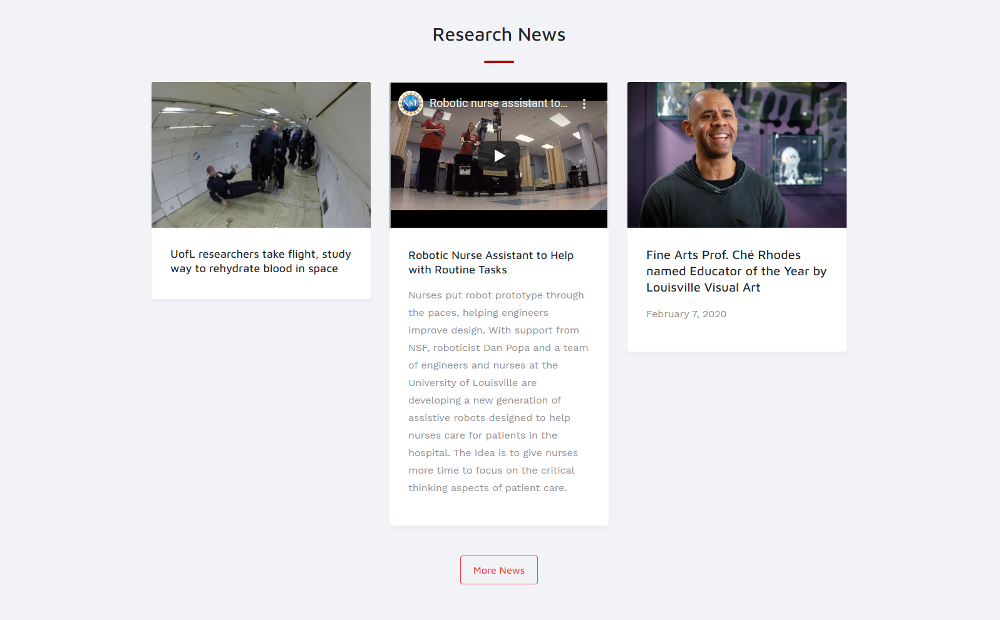 Research News
NSF
Robotic nurse assistant to...
UofL researchers take flight, study
way to rehydrate blood in space
Robotic Nurse Assistant to Help
with Routine Tasks
Nurses put robot prototype through
the paces, helping engineers
improve design. With support from
NSF, roboticist Dan Popa and a team
of engineers and nurses at the
University of Louisville are
developing a new generation of
assistive robots designed to help
nurses care for patients in the
hospital. The idea is to give nurses
more time to focus on the critical
thinking aspects of patient care.
Fine Arts Prof. Ché Rhodes
named Educator of the Year by
Louisville Visual Art
February 7, 2020
More News